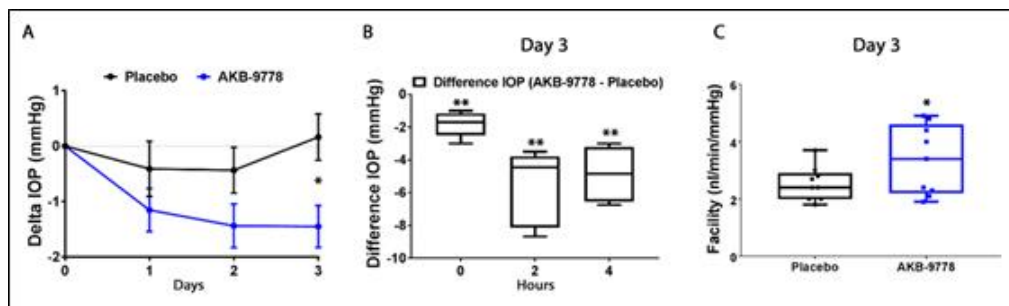 A
Placebo
AKB-9778
Delta IOP (mmHg)
1
0
-1
-2
*
0
1
2
3
Days
B
Day 3
Difference IOP (AKB-9778 - Placebo)
Difference IOP (mmHg)
0
-2
-4
-6
-8
-10
**
**
**
0
2
4
Hours
C
Day 3
Facility (nl/min/mmHg)
6
4
2
0
*
Placebo
AKB-9778